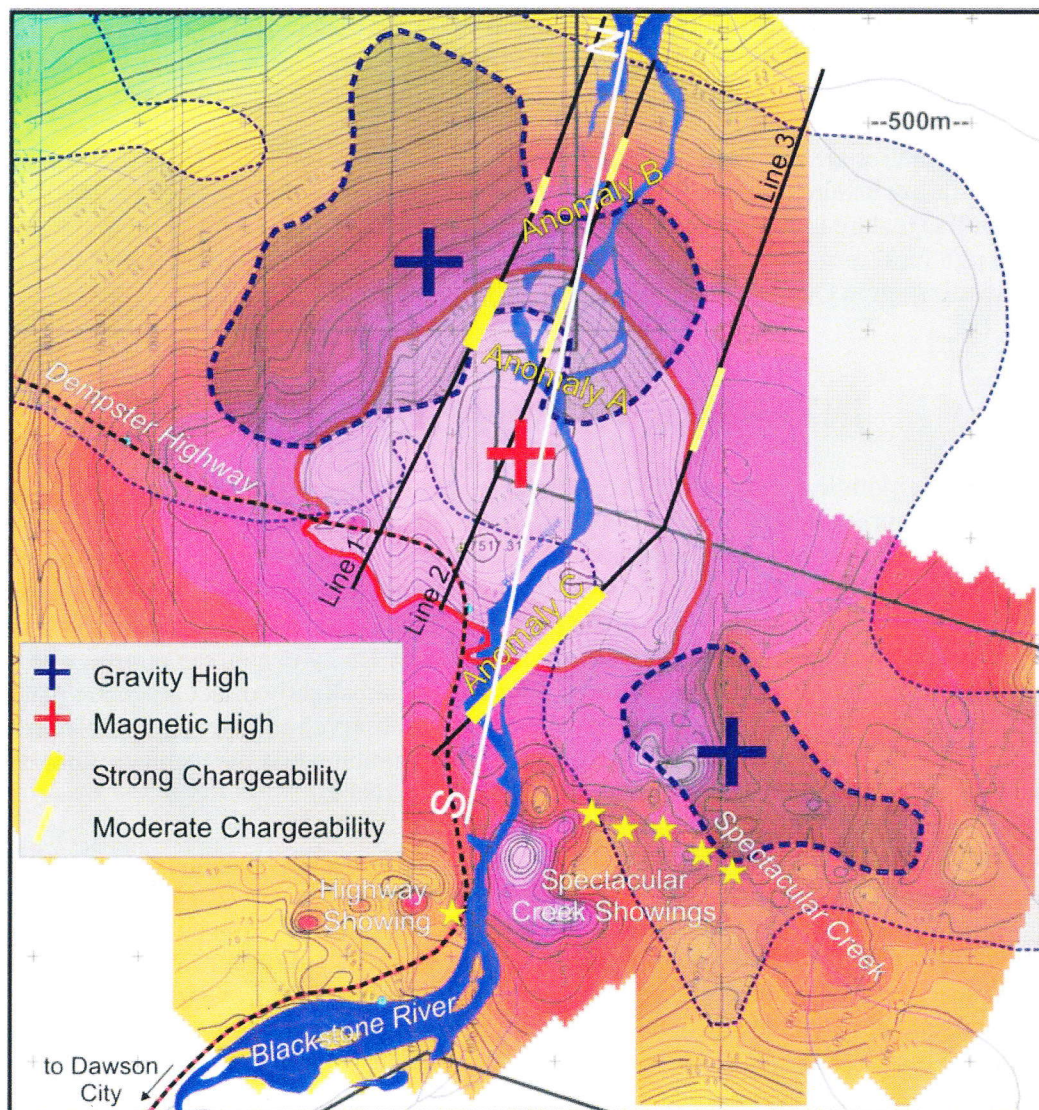 N
--500m--
Line 3
Anomaly B
Anomaly A
Dempster Highway
Line 1
Line 2
Anomaly C
Gravity High
Magnetic High
Strong Chargeability
Moderate Chargeability
S
Spectacular Creek
Highway
Showing
Spectacular
Creek Showings
Blackstone River
to Dawson
City